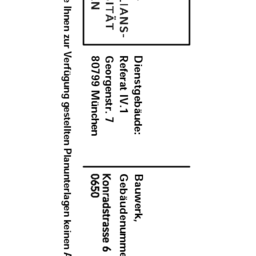 IANS-
ITÄT
N
Dienstgebäude:
Referat IV.1
Georgenstr. 7
80799 München
Bauwerk,
Gebäudenumme
Konradstrasse 6
0650
e Ihnen zur Verfügung gestellten Planunterlagen keinen A